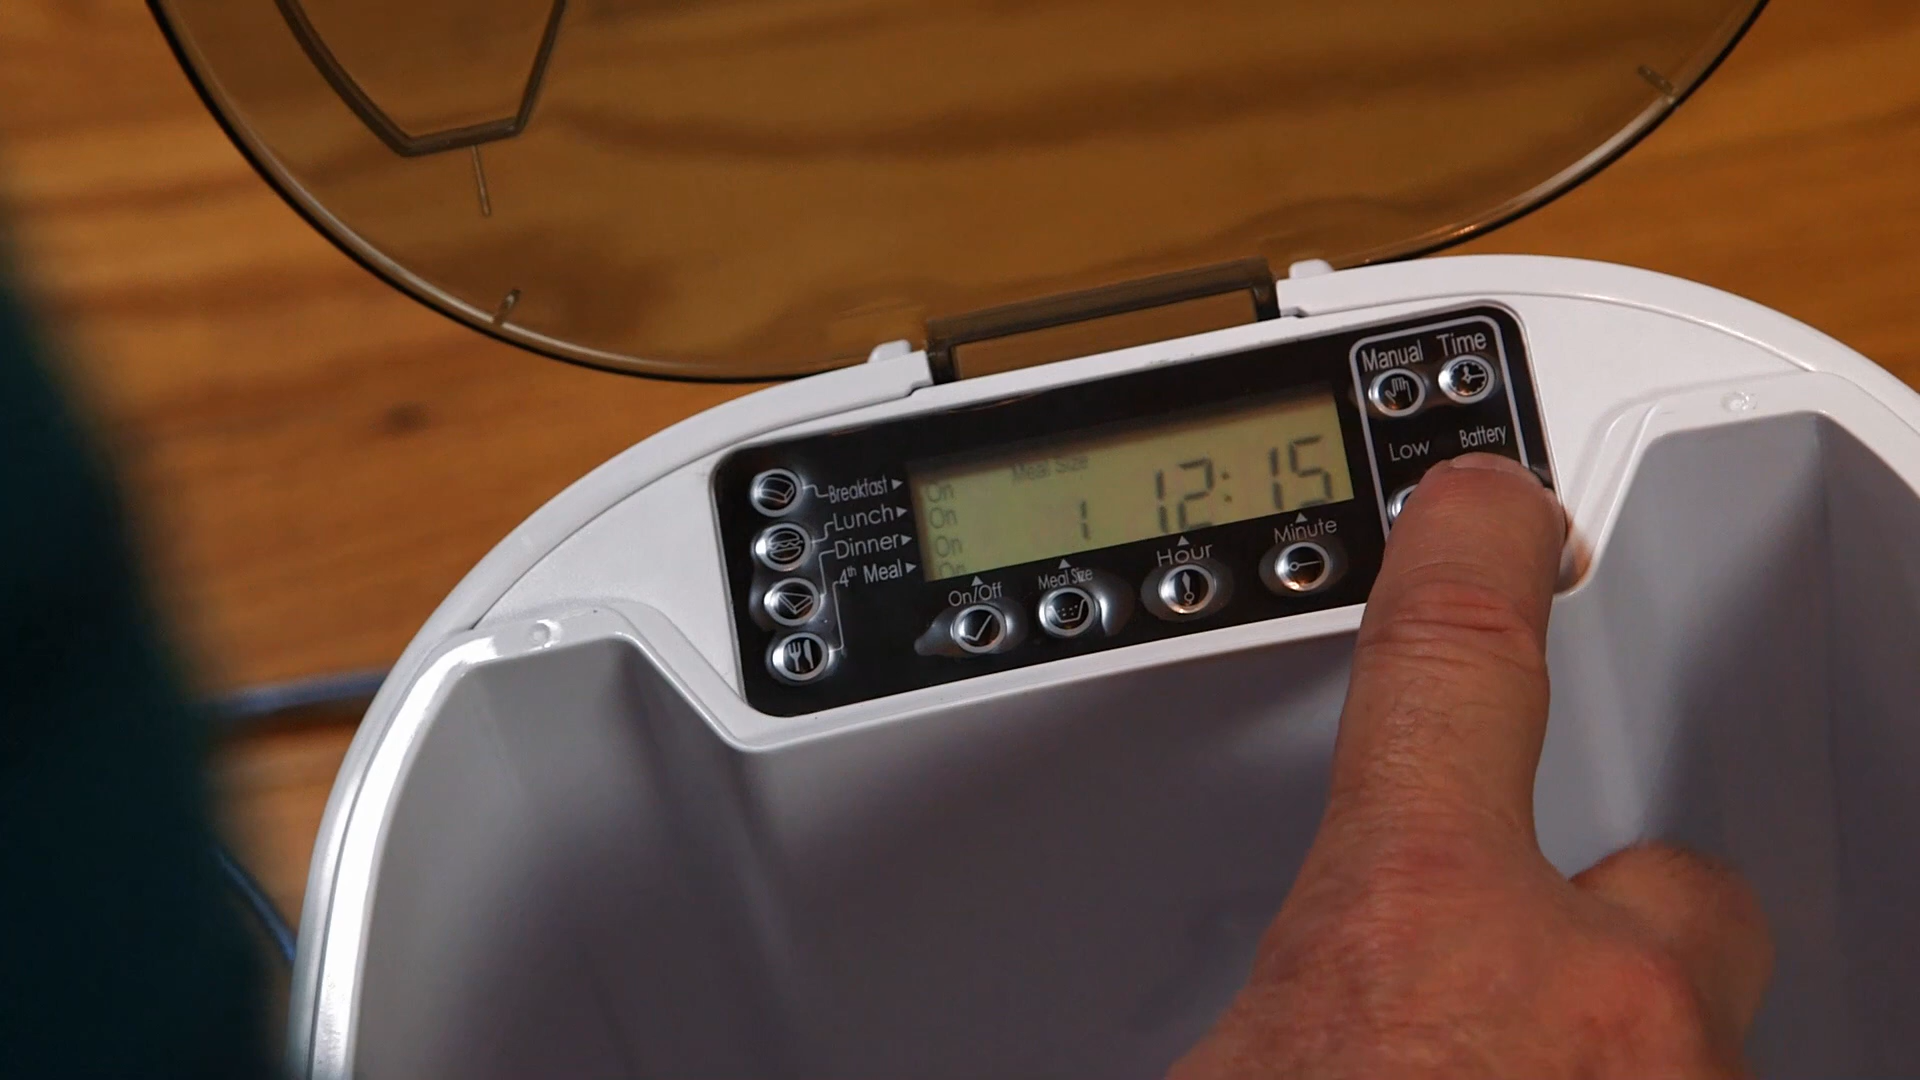 Manual Time
Low Battery
Breakfast
Lunch
Dinner
4th Meal
Meal Size
On
On
On
On
1 12:15
On/Off
Meal Size
Hour
Minute